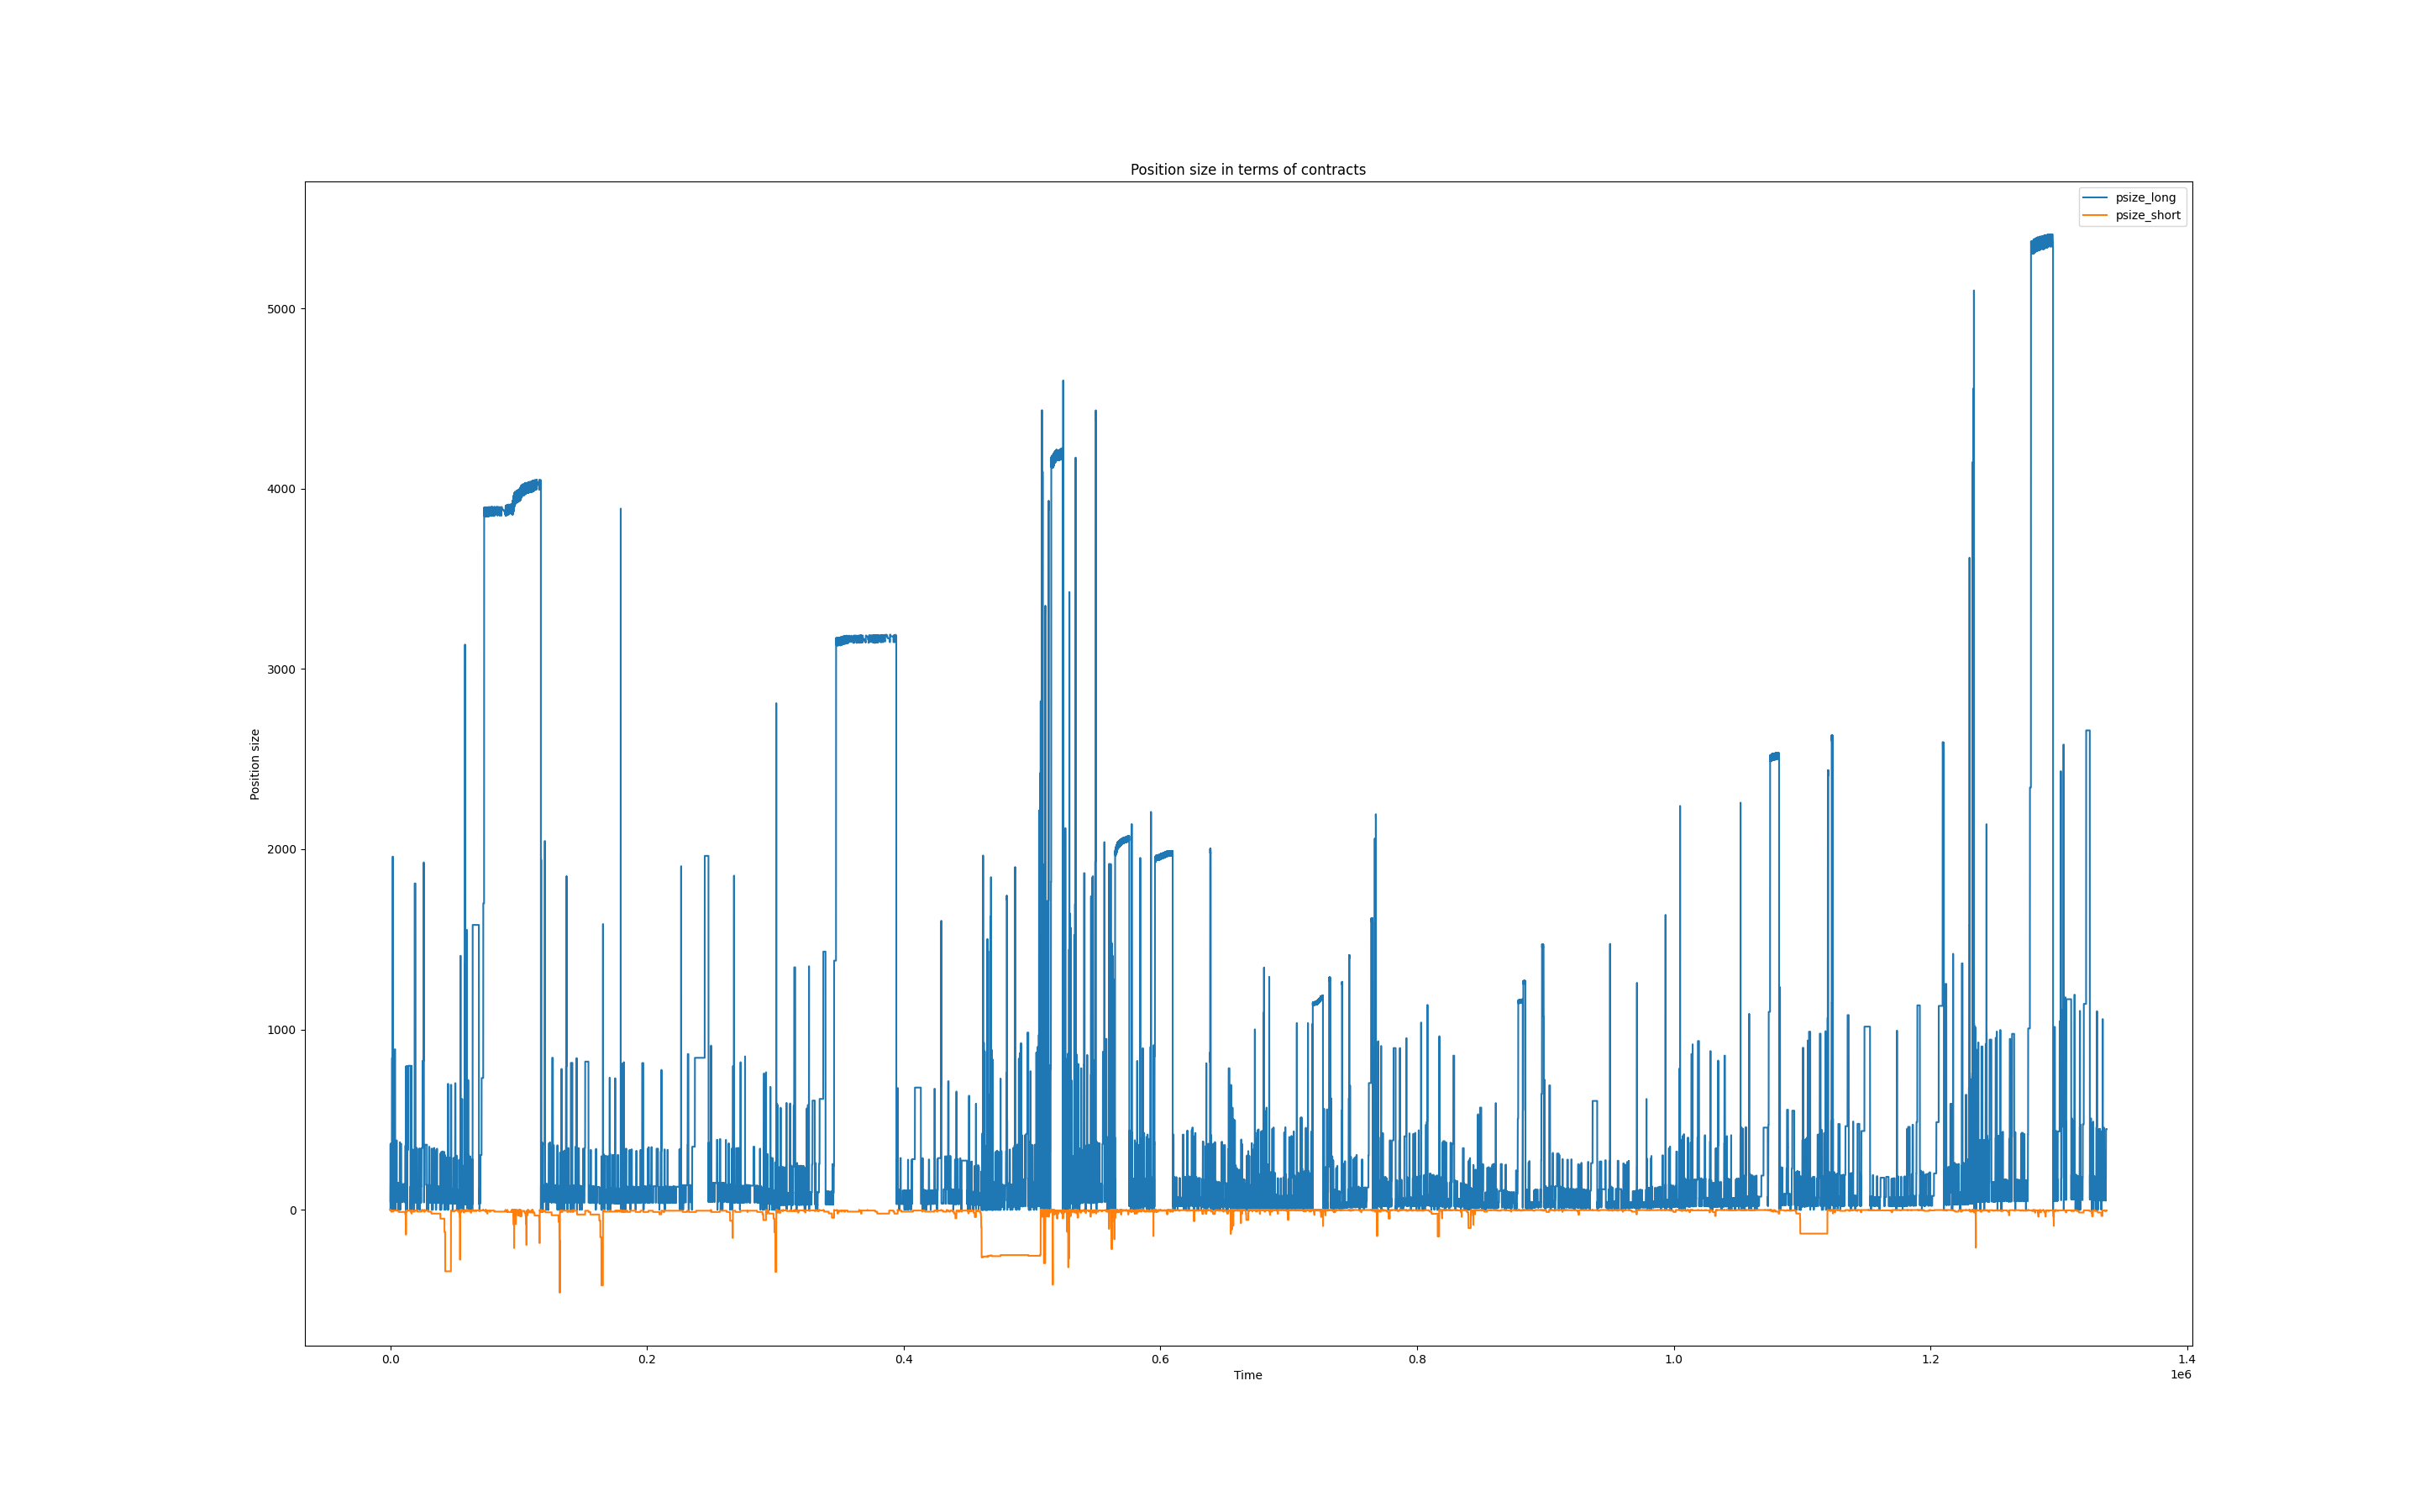 Position size in terms of contracts
psize_long
psize_short
5000
4000
3000
2000
1000
0
Position size
0.0 0.2 0.4 0.6 0.8 1.0 1.2 1.4
Time
1e6